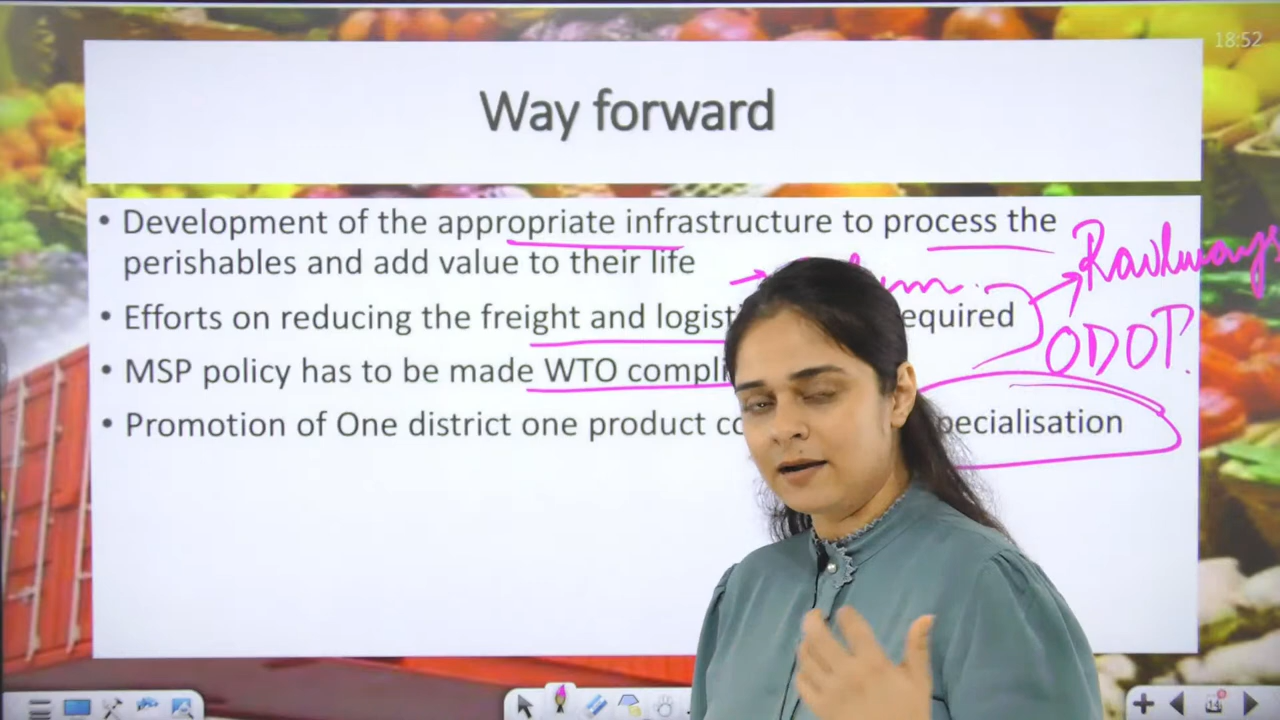 18:52
Way forward
• Development of the appropriate infrastructure to process the
perishables and add value to their life
Railways
• Efforts on reducing the freight and logist equired
ODOP
• MSP policy has to be made WTO compli
• Promotion of One district one product co pecialisation
14